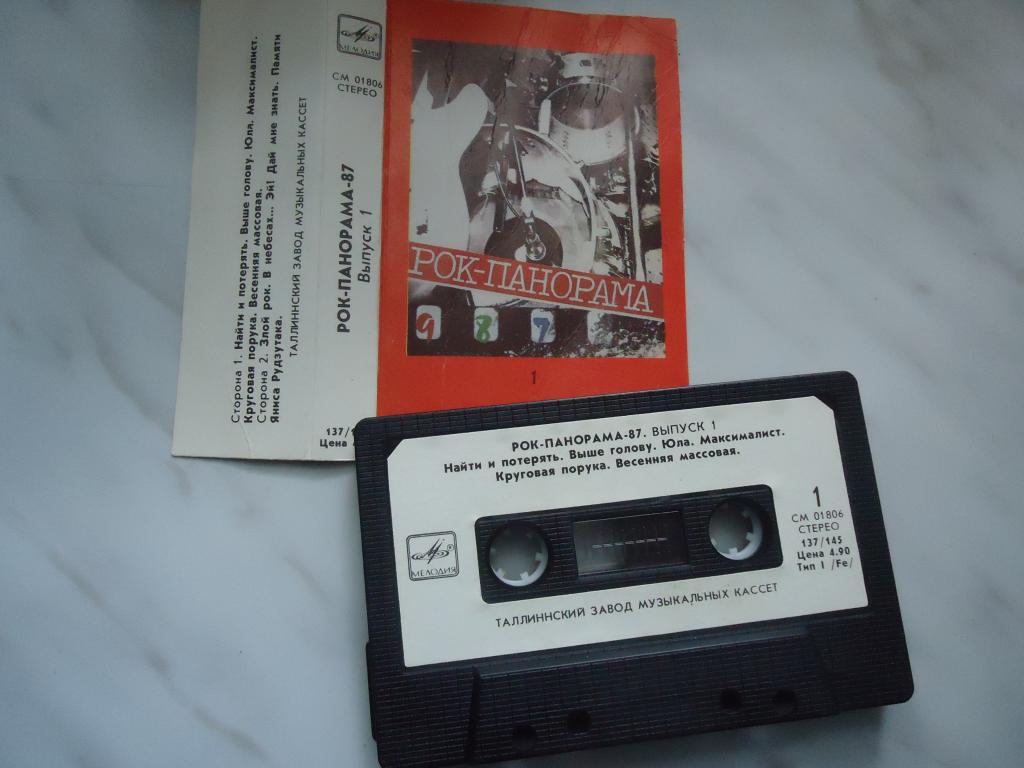 Сторона 1. Найти и потерять. Выше голову. Юла. Максималист.
Круговая порука. Весенняя массовая.
Сторона 2. Злой рок. В небесах... Эй! Дай мне знать. Памяти
Яниса Рудзутака.
ТАЛЛИННСКИЙ ЗАВОД МУЗЫКАЛЬНЫХ КАССЕТ
137/1
Цена
МЕЛОДИЯ
СМ 01806
СТЕРЕО
РОК-ПАНОРАМА-87
Выпуск 1
РОК-ПАНОРАМА
9 8 7
1
РОК-ПАНОРАМА-87. ВЫПУСК 1
Найти и потерять. Выше голову. Юла. Максималист.
Круговая порука. Весенняя массовая.
МЕЛОДИЯ
1
СМ 01806
СТЕРЕО
137/145
Цена 4.90
Тип I /Fe/
ТАЛЛИННСКИЙ ЗАВОД МУЗЫКАЛЬНЫХ КАССЕТ